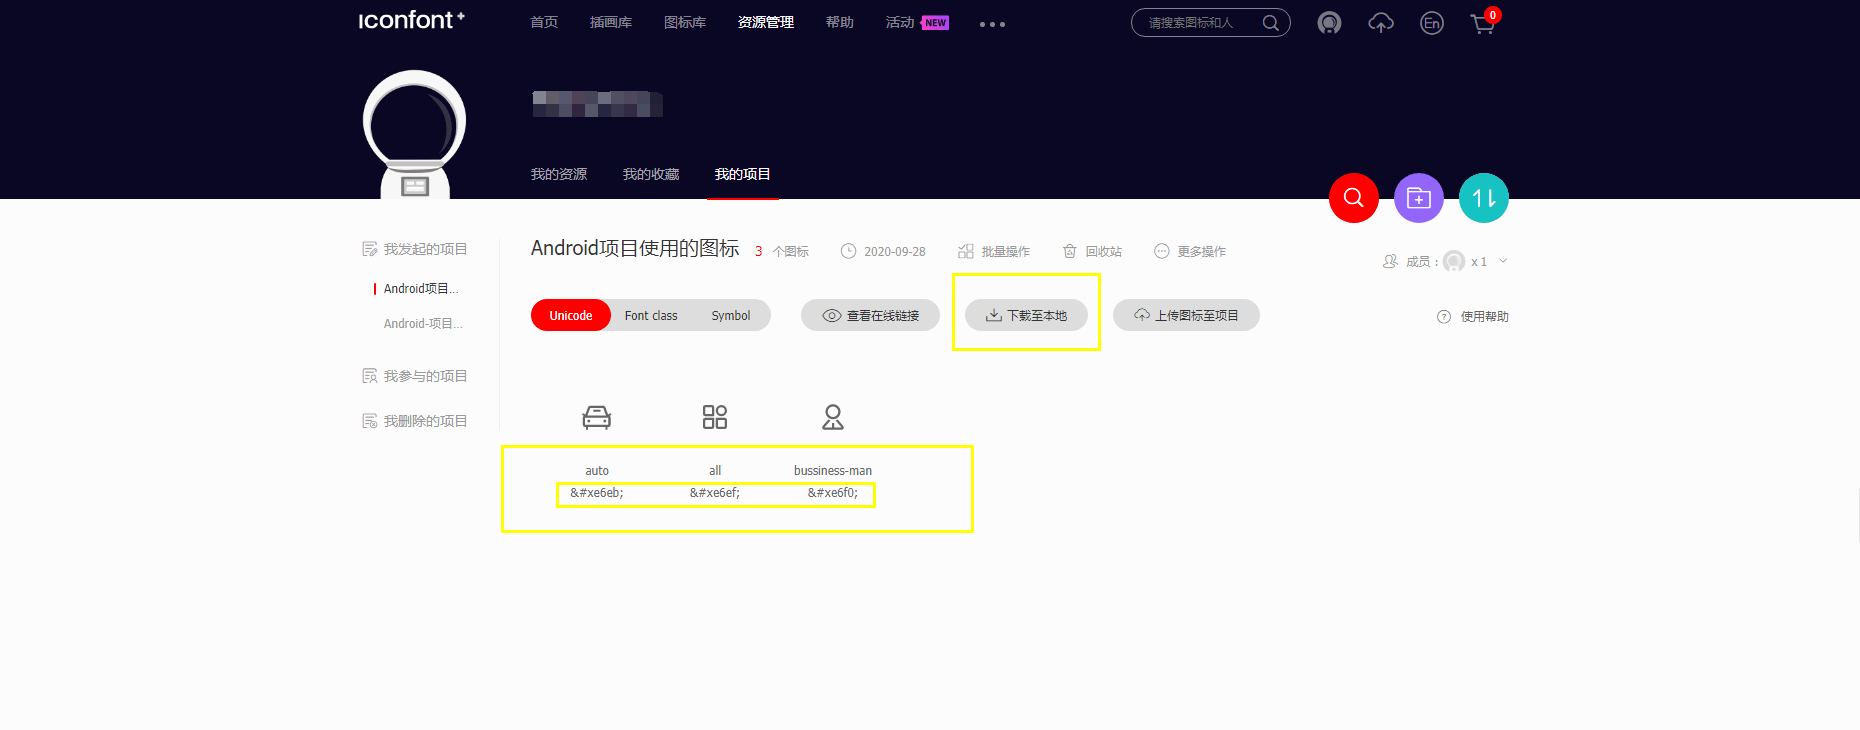 iconfont+ 首页 插画库 图标库 资源管理 帮助 活动 NEW 请搜索图标和人 En 0
我的资源 我的收藏 我的项目
我发起的项目
Android项目...
Android-项目...
我参与的项目
我删除的项目
Android项目使用的图标 3 个图标 2020-09-28 批量操作 回收站 更多操作
成员 : x 1
Unicode Font class Symbol 查看在线链接 下载至本地 上传图标至项目 使用帮助
auto all bussiness-man
&#xe6eb; &#xe6ef; &#xe6f0;